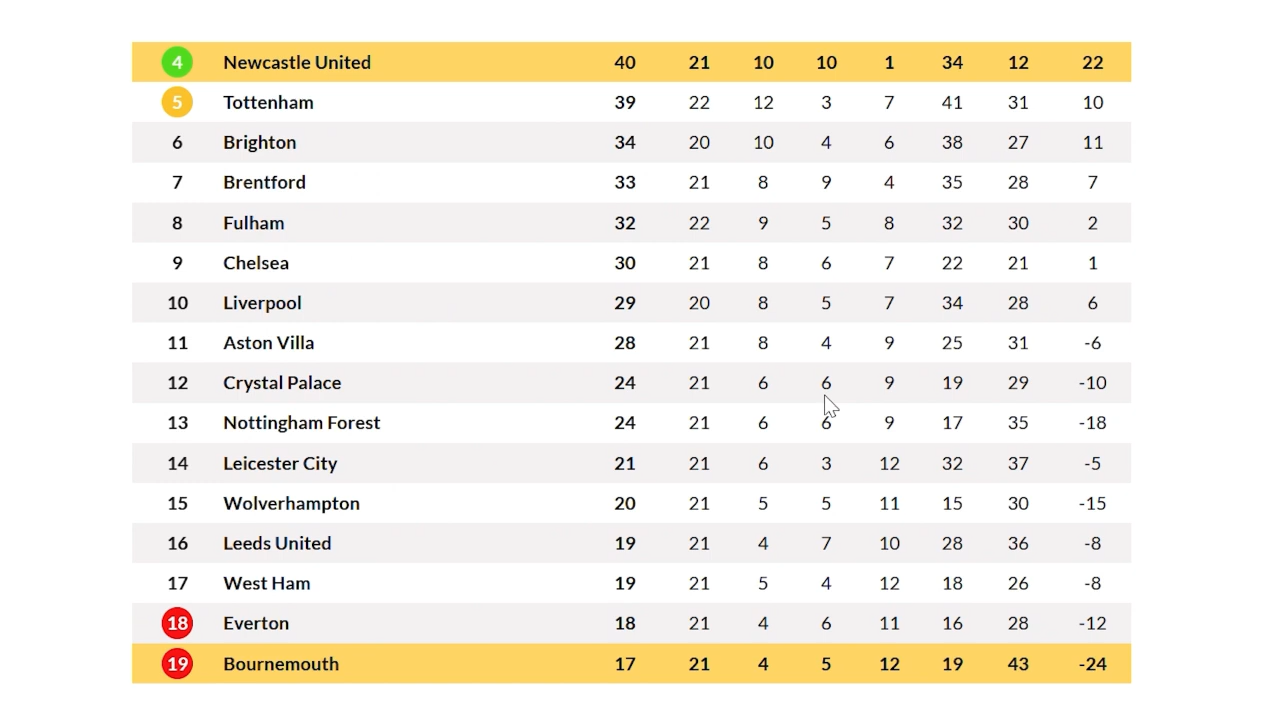 4 Newcastle United 40 21 10 10 1 34 12 22
5 Tottenham 39 22 12 3 7 41 31 10
6 Brighton 34 20 10 4 6 38 27 11
7 Brentford 33 21 8 9 4 35 28 7
8 Fulham 32 22 9 5 8 32 30 2
9 Chelsea 30 21 8 6 7 22 21 1
10 Liverpool 29 20 8 5 7 34 28 6
11 Aston Villa 28 21 8 4 9 25 31 -6
12 Crystal Palace 24 21 6 6 9 19 29 -10
13 Nottingham Forest 24 21 6 6 9 17 35 -18
14 Leicester City 21 21 6 3 12 32 37 -5
15 Wolverhampton 20 21 5 5 11 15 30 -15
16 Leeds United 19 21 4 7 10 28 36 -8
17 West Ham 19 21 5 4 12 18 26 -8
18 Everton 18 21 4 6 11 16 28 -12
19 Bournemouth 17 21 4 5 12 19 43 -24